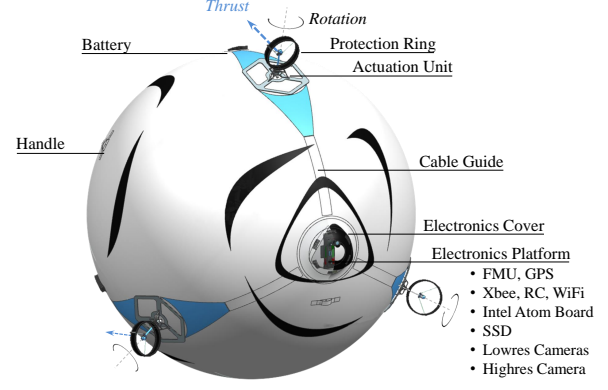 Thrust
Rotation
Battery
Protection Ring
Actuation Unit
Handle
Cable Guide
Electronics Cover
Electronics Platform
• FMU, GPS
• Xbee, RC, WiFi
• Intel Atom Board
• SSD
• Lowres Cameras
• Highres Camera